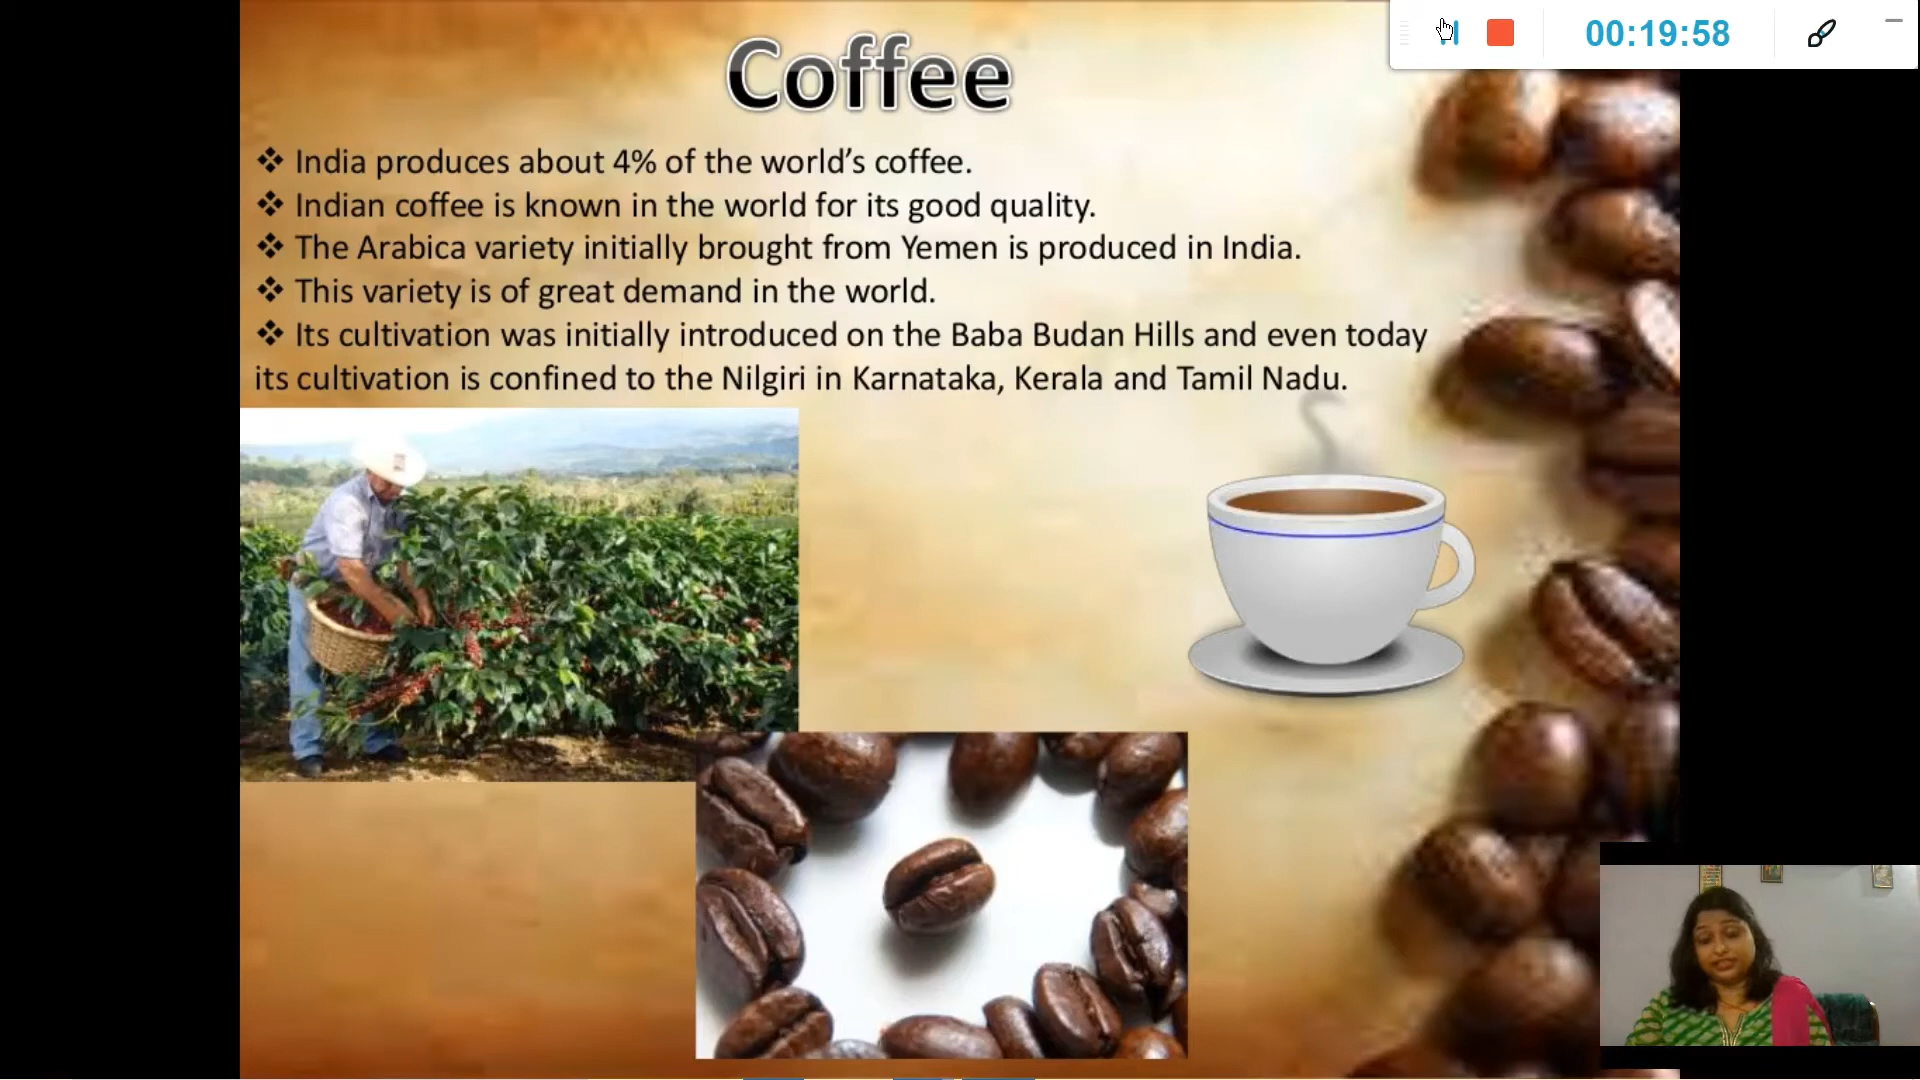 00:19:58
Coffee
❖ India produces about 4% of the world’s coffee.
❖ Indian coffee is known in the world for its good quality.
❖ The Arabica variety initially brought from Yemen is produced in India.
❖ This variety is of great demand in the world.
❖ Its cultivation was initially introduced on the Baba Budan Hills and even today
its cultivation is confined to the Nilgiri in Karnataka, Kerala and Tamil Nadu.